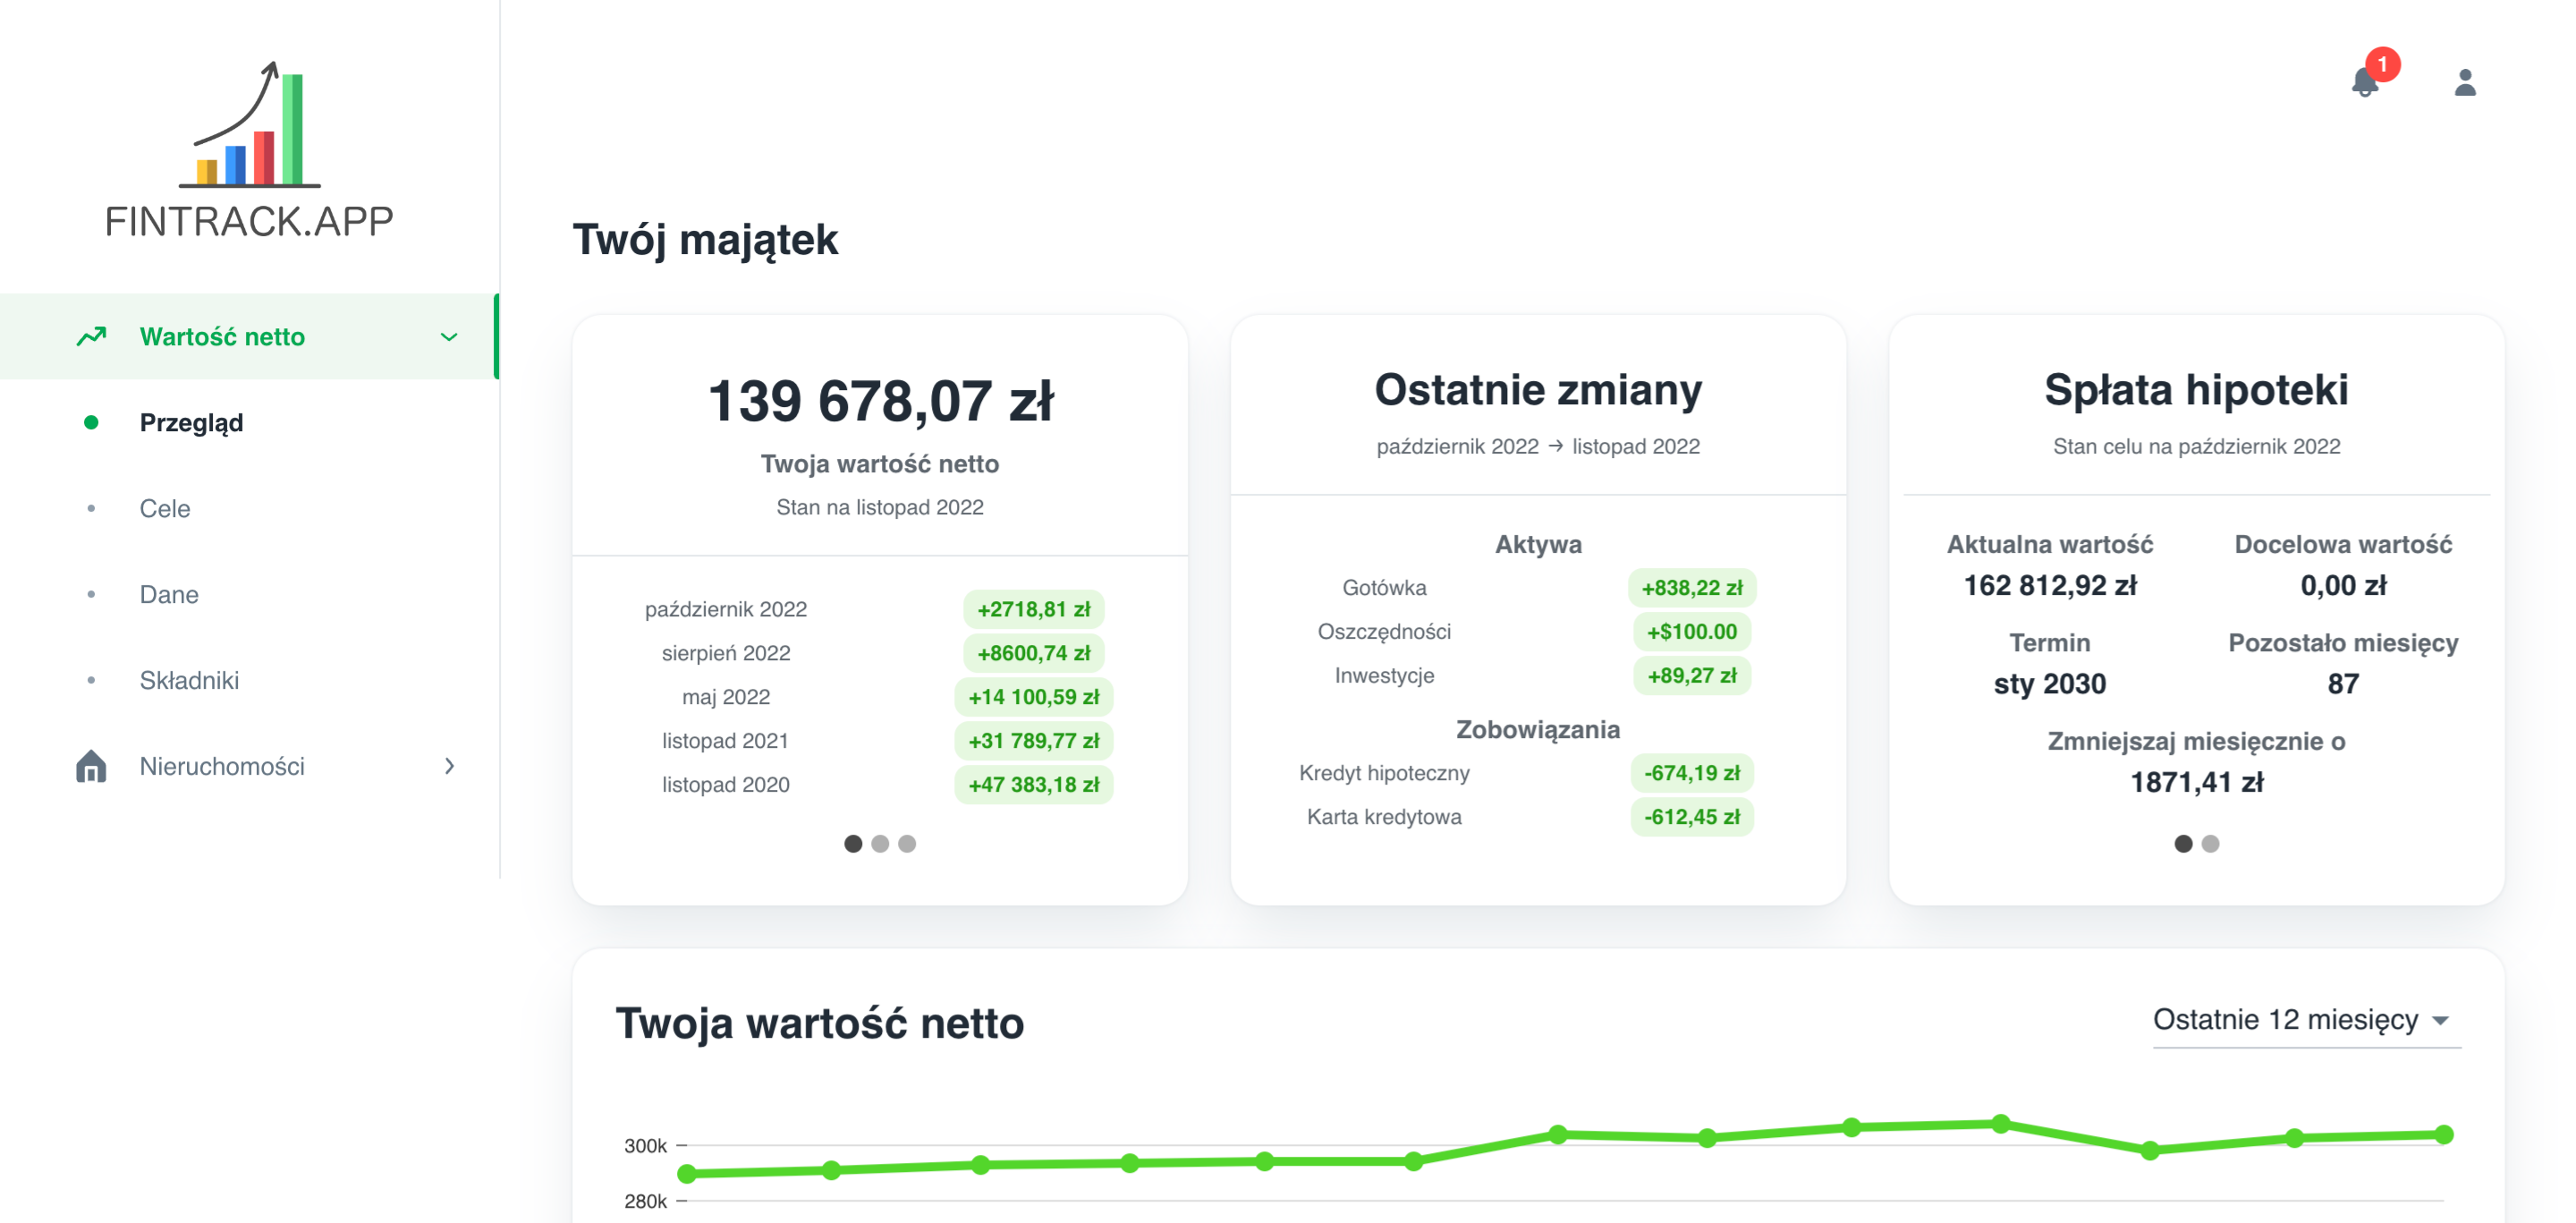 FINTRACK.APP
Wartość netto
Przegląd
Cele
Dane
Składniki
Nieruchomości
1
Twój majątek
139 678,07 zł
Twoja wartość netto
Stan na listopad 2022
październik 2022 +2718,81 zł
sierpień 2022 +8600,74 zł
maj 2022 +14 100,59 zł
listopad 2021 +31 789,77 zł
listopad 2020 +47 383,18 zł
Ostatnie zmiany
październik 2022 → listopad 2022
Aktywa
Gotówka +838,22 zł
Oszczędności +$100.00
Inwestycje +89,27 zł
Zobowiązania
Kredyt hipoteczny -674,19 zł
Karta kredytowa -612,45 zł
Spłata hipoteki
Stan celu na październik 2022
Aktualna wartość Docelowa wartość
162 812,92 zł 0,00 zł
Termin Pozostało miesięcy
sty 2030 87
Zmniejszaj miesięcznie o
1871,41 zł
Twoja wartość netto
Ostatnie 12 miesięcy
300k
280k